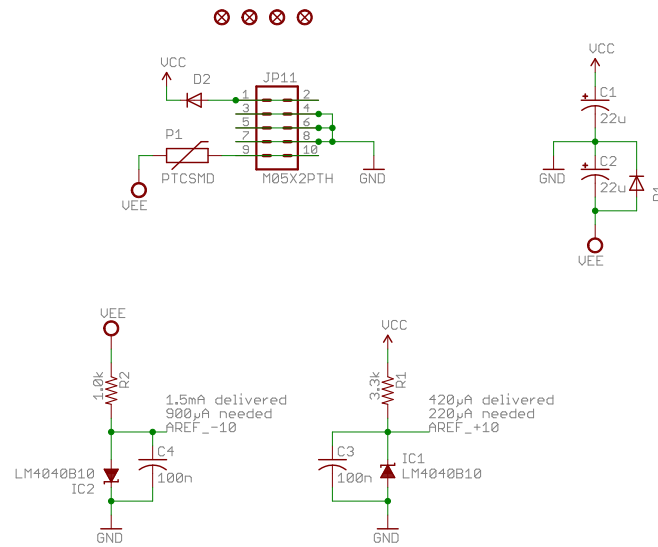 VCC
D2
JP11
1
2
3
4
5
6
7
8
9
10
P1
PTCSMD
M05X2PTH
GND
VEE
VCC
C1
22u
C2
22u
GND
D1
VEE
VEE
1.0k
R2
1.5mA delivered
900µA needed
AREF_-10
C4
100n
LM4040B10
IC2
GND
VCC
3.3k
R1
420µA delivered
220µA needed
AREF_+10
C3
100n
IC1
LM4040B10
GND